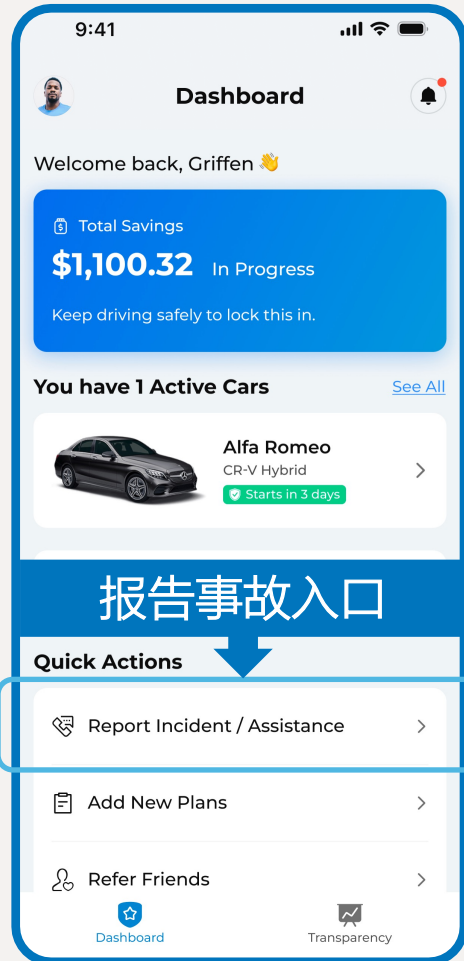 9:41
Dashboard
Welcome back, Griffen 👋
Total Savings
$1,100.32 In Progress
Keep driving safely to lock this in.
You have 1 Active Cars See All
Alfa Romeo
CR-V Hybrid
Starts in 3 days
报告事故入口
Quick Actions
Report Incident / Assistance
Add New Plans
Refer Friends
Dashboard Transparency